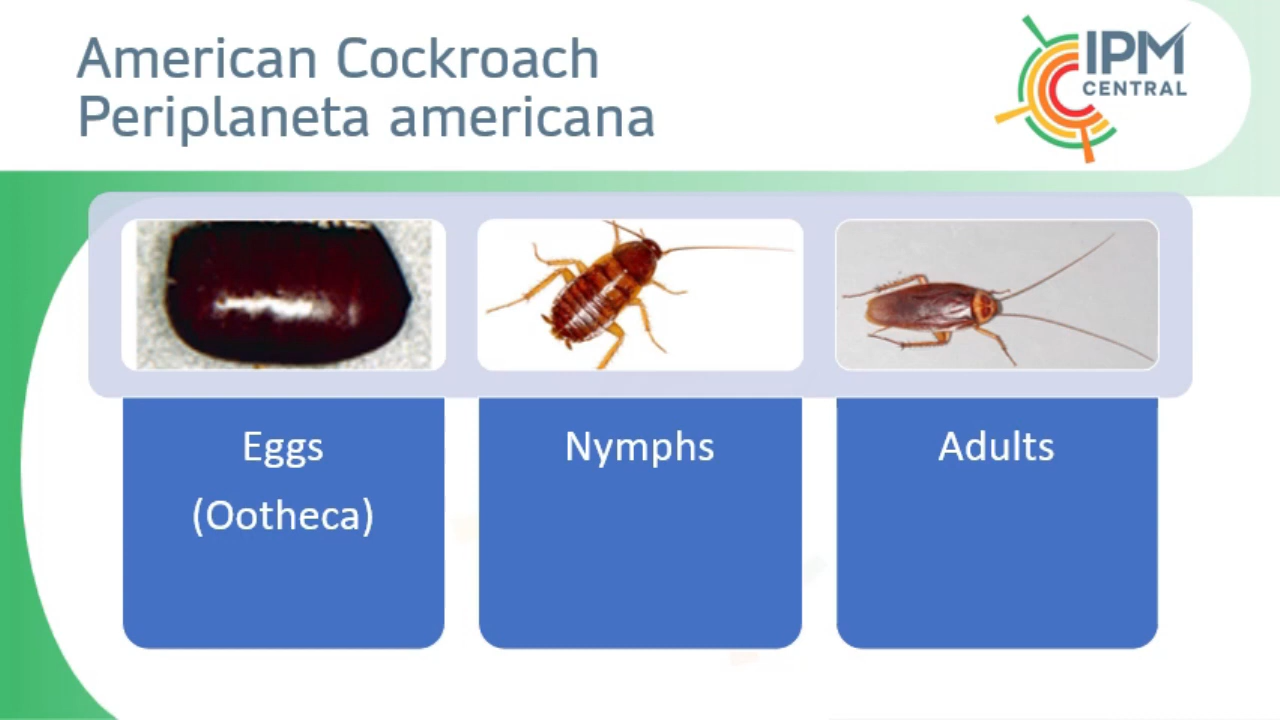 American Cockroach
Periplaneta americana
IPM
CENTRAL
Eggs
(Ootheca)
Nymphs
Adults